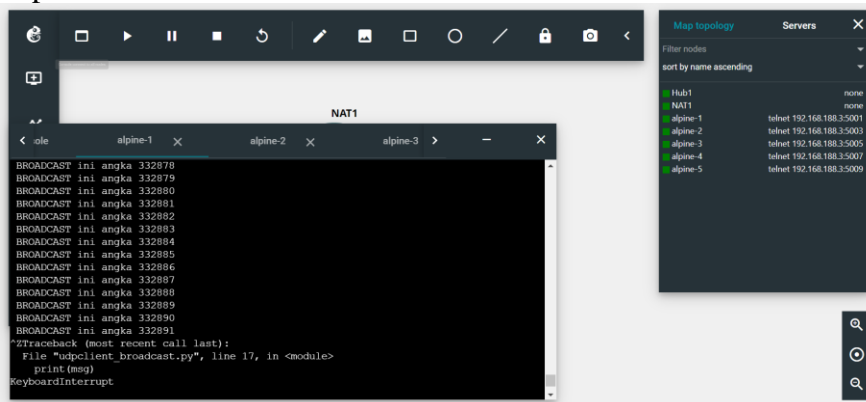 NAT1
ole alpine-1 alpine-2 alpine-3
BROADCAST ini angka 332878
BROADCAST ini angka 332879
BROADCAST ini angka 332880
BROADCAST ini angka 332881
BROADCAST ini angka 332882
BROADCAST ini angka 332883
BROADCAST ini angka 332884
BROADCAST ini angka 332885
BROADCAST ini angka 332886
BROADCAST ini angka 332887
BROADCAST ini angka 332888
BROADCAST ini angka 332889
BROADCAST ini angka 332890
BROADCAST ini angka 332891
^ZTraceback (most recent call last):
File "udpclient_broadcast.py", line 17, in <module>
print(msg)
KeyboardInterrupt
Map topology Servers
Filter nodes
sort by name ascending
Hub1 none
NAT1 none
alpine-1 telnet 192.168.188.3:5001
alpine-2 telnet 192.168.188.3:5003
alpine-3 telnet 192.168.188.3:5005
alpine-4 telnet 192.168.188.3:5007
alpine-5 telnet 192.168.188.3:5009